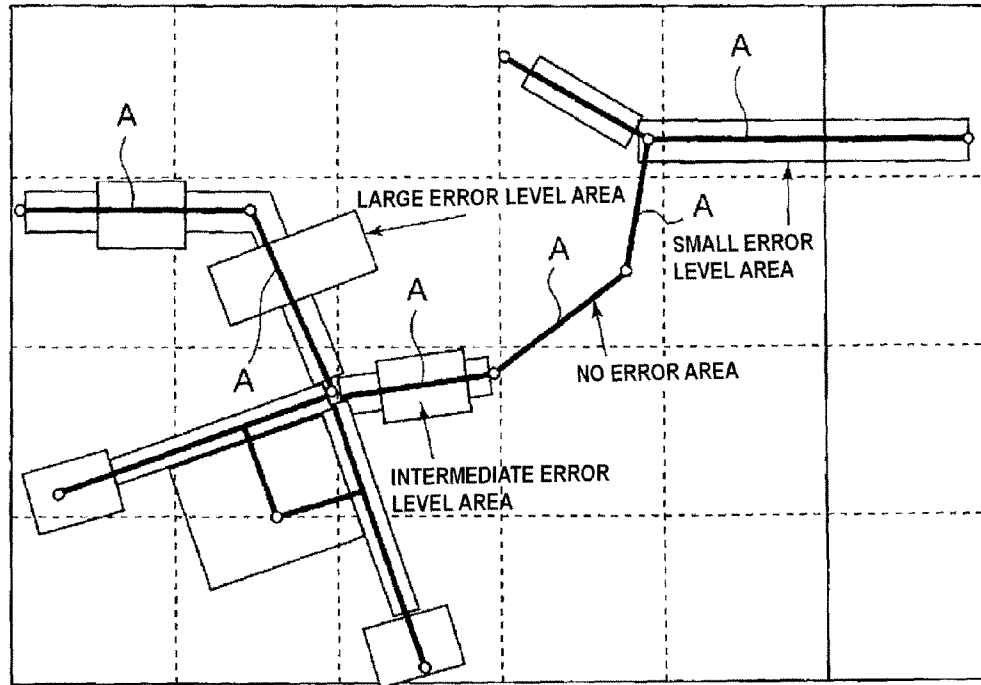 A
A
LARGE ERROR LEVEL AREA
A
SMALL ERROR
LEVEL AREA
A
A
A
NO ERROR AREA
INTERMEDIATE ERROR
LEVEL AREA